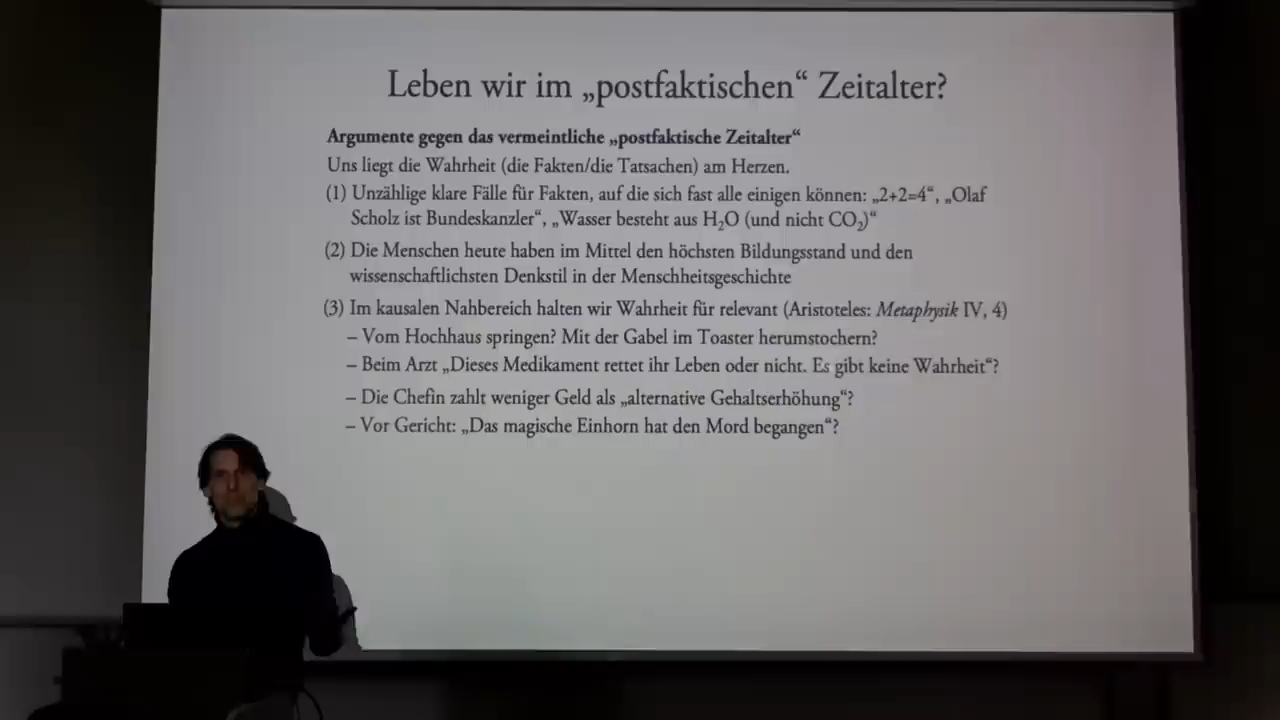 Leben wir im „postfaktischen“ Zeitalter?
Argumente gegen das vermeintliche „postfaktische Zeitalter“
Uns liegt die Wahrheit (die Fakten/die Tatsachen) am Herzen.
(1) Unzählige klare Fälle für Fakten, auf die sich fast alle einigen können: „2+2=4“, „Olaf
Scholz ist Bundeskanzler“, „Wasser besteht aus H₂O (und nicht CO₂)“
(2) Die Menschen heute haben im Mittel den höchsten Bildungsstand und den
wissenschaftlichsten Denkstil in der Menschheitsgeschichte
(3) Im kausalen Nahbereich halten wir Wahrheit für relevant (Aristoteles: Metaphysik IV, 4)
– Vom Hochhaus springen? Mit der Gabel im Toaster herumstochern?
– Beim Arzt „Dieses Medikament rettet ihr Leben oder nicht. Es gibt keine Wahrheit“?
– Die Chefin zahlt weniger Geld als „alternative Gehaltserhöhung“?
– Vor Gericht: „Das magische Einhorn hat den Mord begangen“?